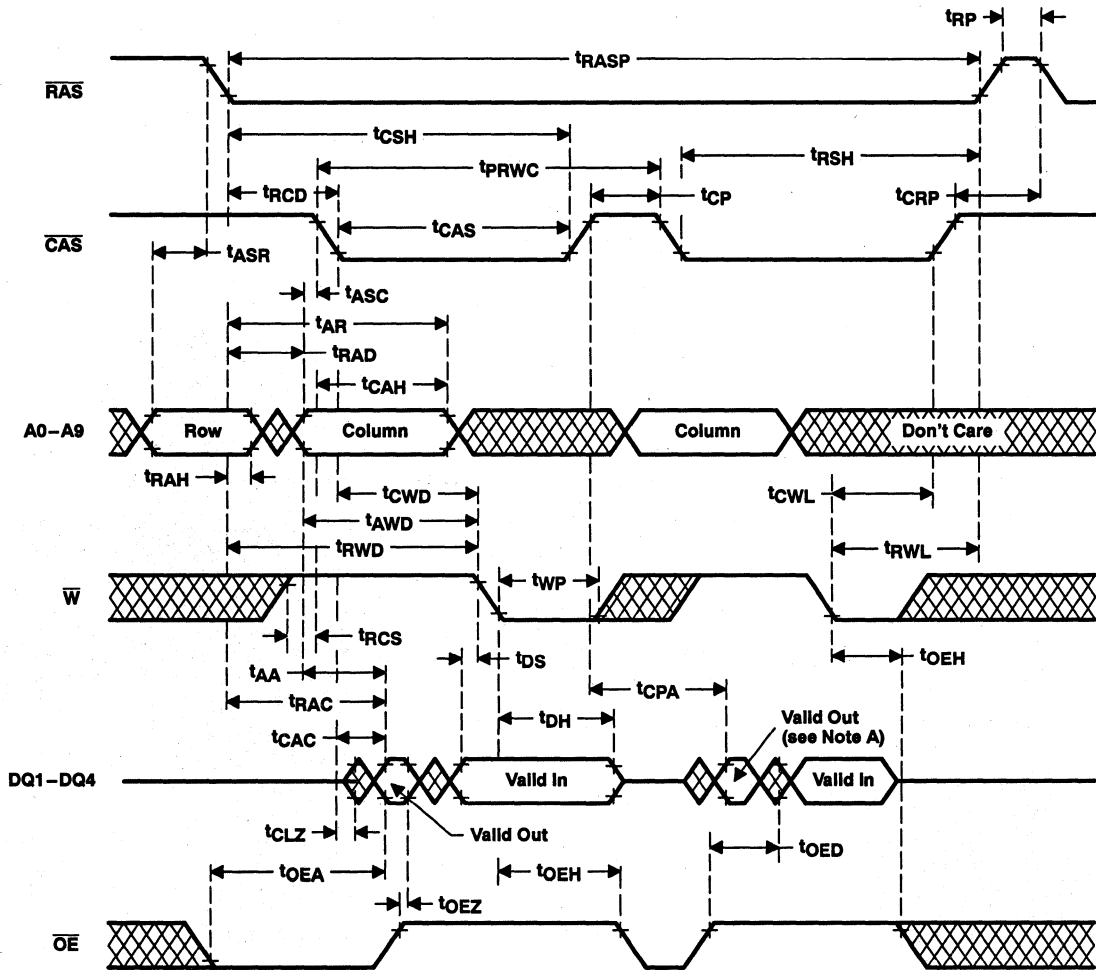 tRP
tRASP
RAS
tCSH
tRSH
tPRWC
tRCD
tCP
tCRP
tCAS
CAS
tASR
tASC
tAR
tRAD
tCAH
A0–A9
Row
Column
Column
Don't Care
tRAH
tCWD
tCWL
tAWD
tRWD
tRWL
tWP
W
tRCS
tDS
tOEH
tAA
tCPA
tRAC
tDH
Valid Out
(see Note A)
tCAC
DQ1–DQ4
Valid In
Valid In
tCLZ
Valid Out
tOED
tOEA
tOEH
tOEZ
OE